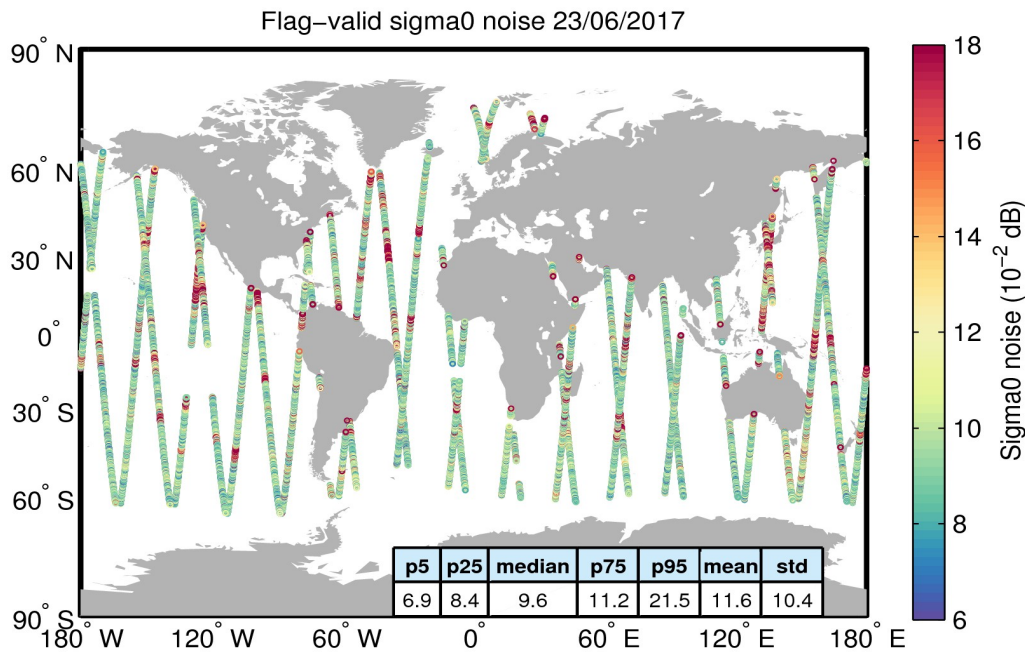 Flag−valid sigma0 noise 23/06/2017
90° N
60° N
30° N
0°
30° S
60° S
90° S
180° W
120° W
60° W
0°
60° E
120° E
180° E
p5 p25 median p75 p95 mean std
6.9 8.4 9.6 11.2 21.5 11.6 10.4
18
16
14
12
10
8
6
Sigma0 noise (10⁻² dB)